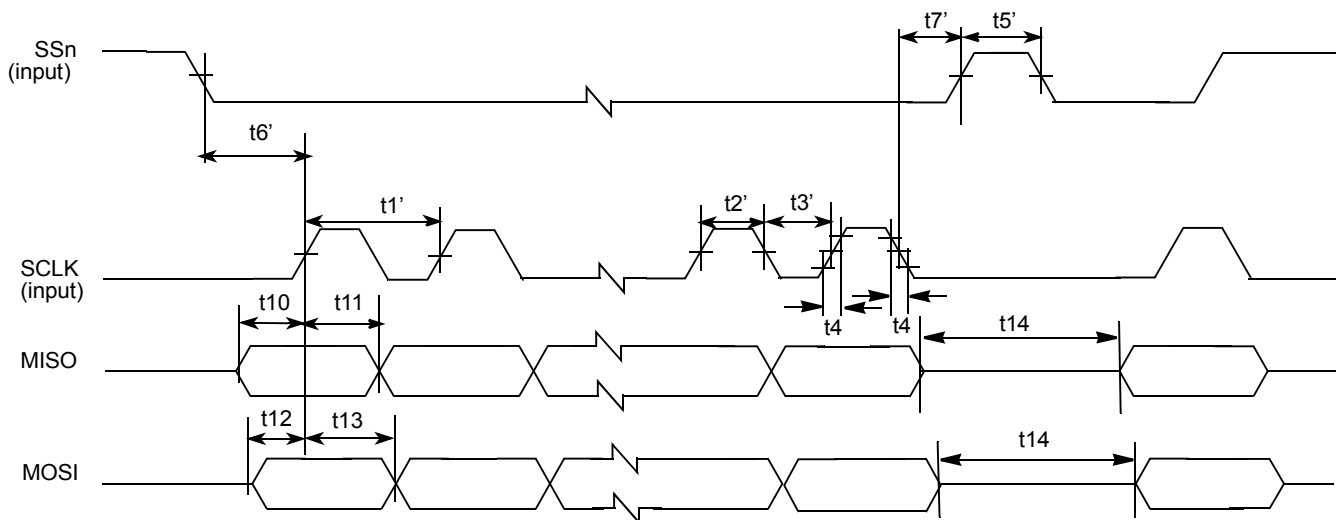 t7’ t5’
SSn
(input)
t6’
t1’ t2’ t3’
SCLK
(input)
t10 t11 t4 t4 t14
MISO
t12 t13 t14
MOSI